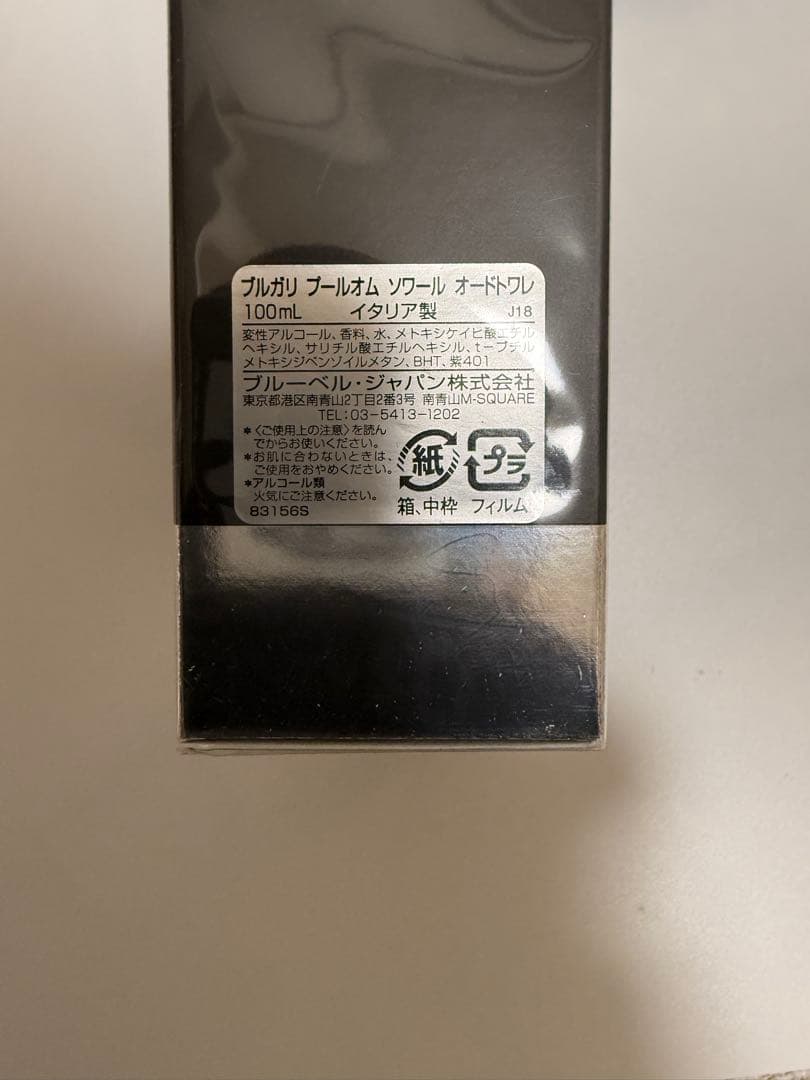 ブルガリ プールオム ソワール オードトワレ
100mL イタリア製 J18
変性アルコール、香料、水、メトキシケイヒ酸エチル
ヘキシル、サリチル酸エチルヘキシル、t-ブチル
メトキシジベンゾイルメタン、BHT、紫401
ブルーベル・ジャパン株式会社
東京都港区南青山2丁目2番3号 南青山M-SQUARE
TEL:03-5413-1202
*〈ご使用上の注意〉を読ん
でからお使いください。
*お肌に合わないときは、
ご使用をおやめください。
*アルコール類
火気にご注意ください。
83156S
紙 プラ
箱、中枠 フィルム